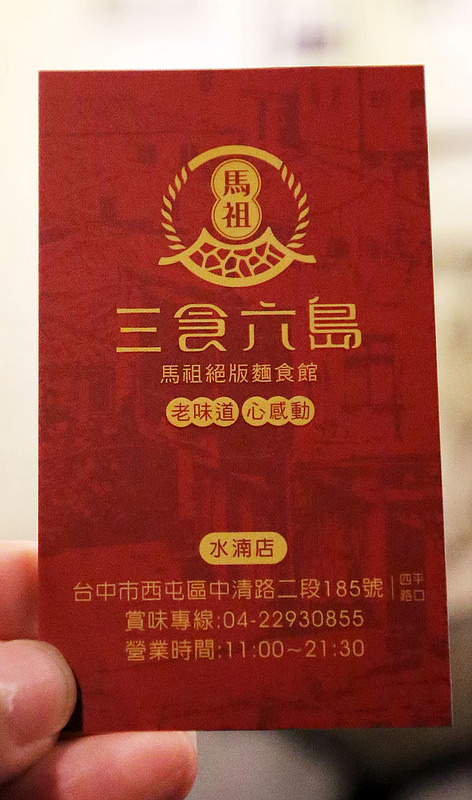 馬祖
三食六島
馬祖絕版麵食館
老味道 心感動
水湳店
台中市西屯區中清路二段185號 四平路口
賞味專線:04-22930855
營業時間:11:00~21:30